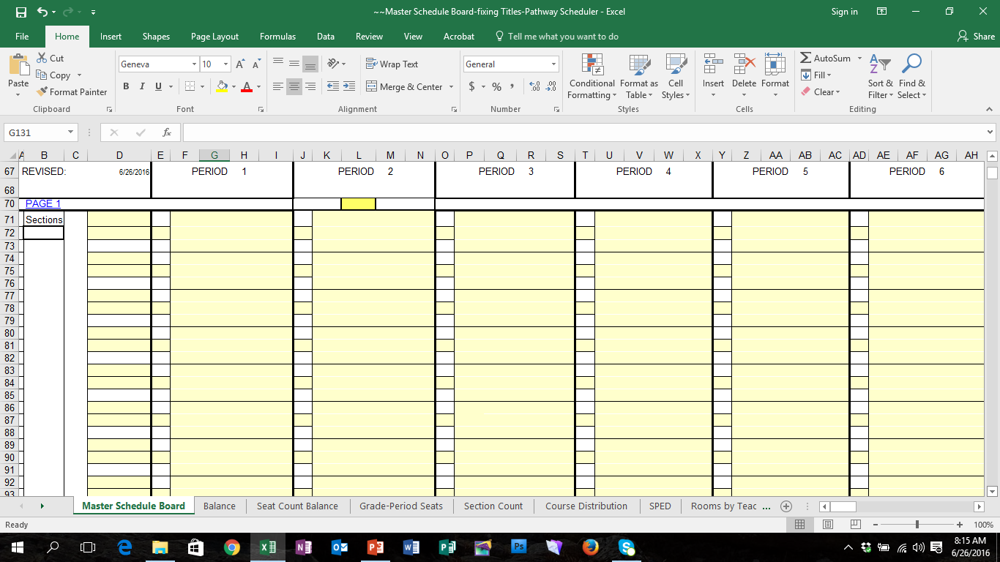 ~~Master Schedule Board-fixing Titles-Pathway Scheduler - Excel
Sign in
File Home Insert Shapes Page Layout Formulas Data Review View Acrobat Tell me what you want to do Share
Paste Cut Copy Format Painter
Geneva 10 B I U A A A
Wrap Text Merge & Center
General $ % ,
Conditional Formatting Format as Table Cell Styles
Insert Delete Format
AutoSum Fill Clear Sort & Filter Find & Select
Clipboard Font Alignment Number Styles Cells Editing
G131 fx
A B C D E F G H I J K L M N O P Q R S T U V W X Y Z AA AB AC AD AE AF AG AH
67 REVISED: 6/26/2016 PERIOD 1 PERIOD 2 PERIOD 3 PERIOD 4 PERIOD 5 PERIOD 6
68
70 PAGE 1
71 Sections
72
73
74
75
76
77
78
79
80
81
82
83
84
85
86
87
88
89
90
91
92
93
Master Schedule Board Balance Seat Count Balance Grade-Period Seats Section Count Course Distribution SPED Rooms by Teac ...
Ready 100%
8:15 AM
6/26/2016